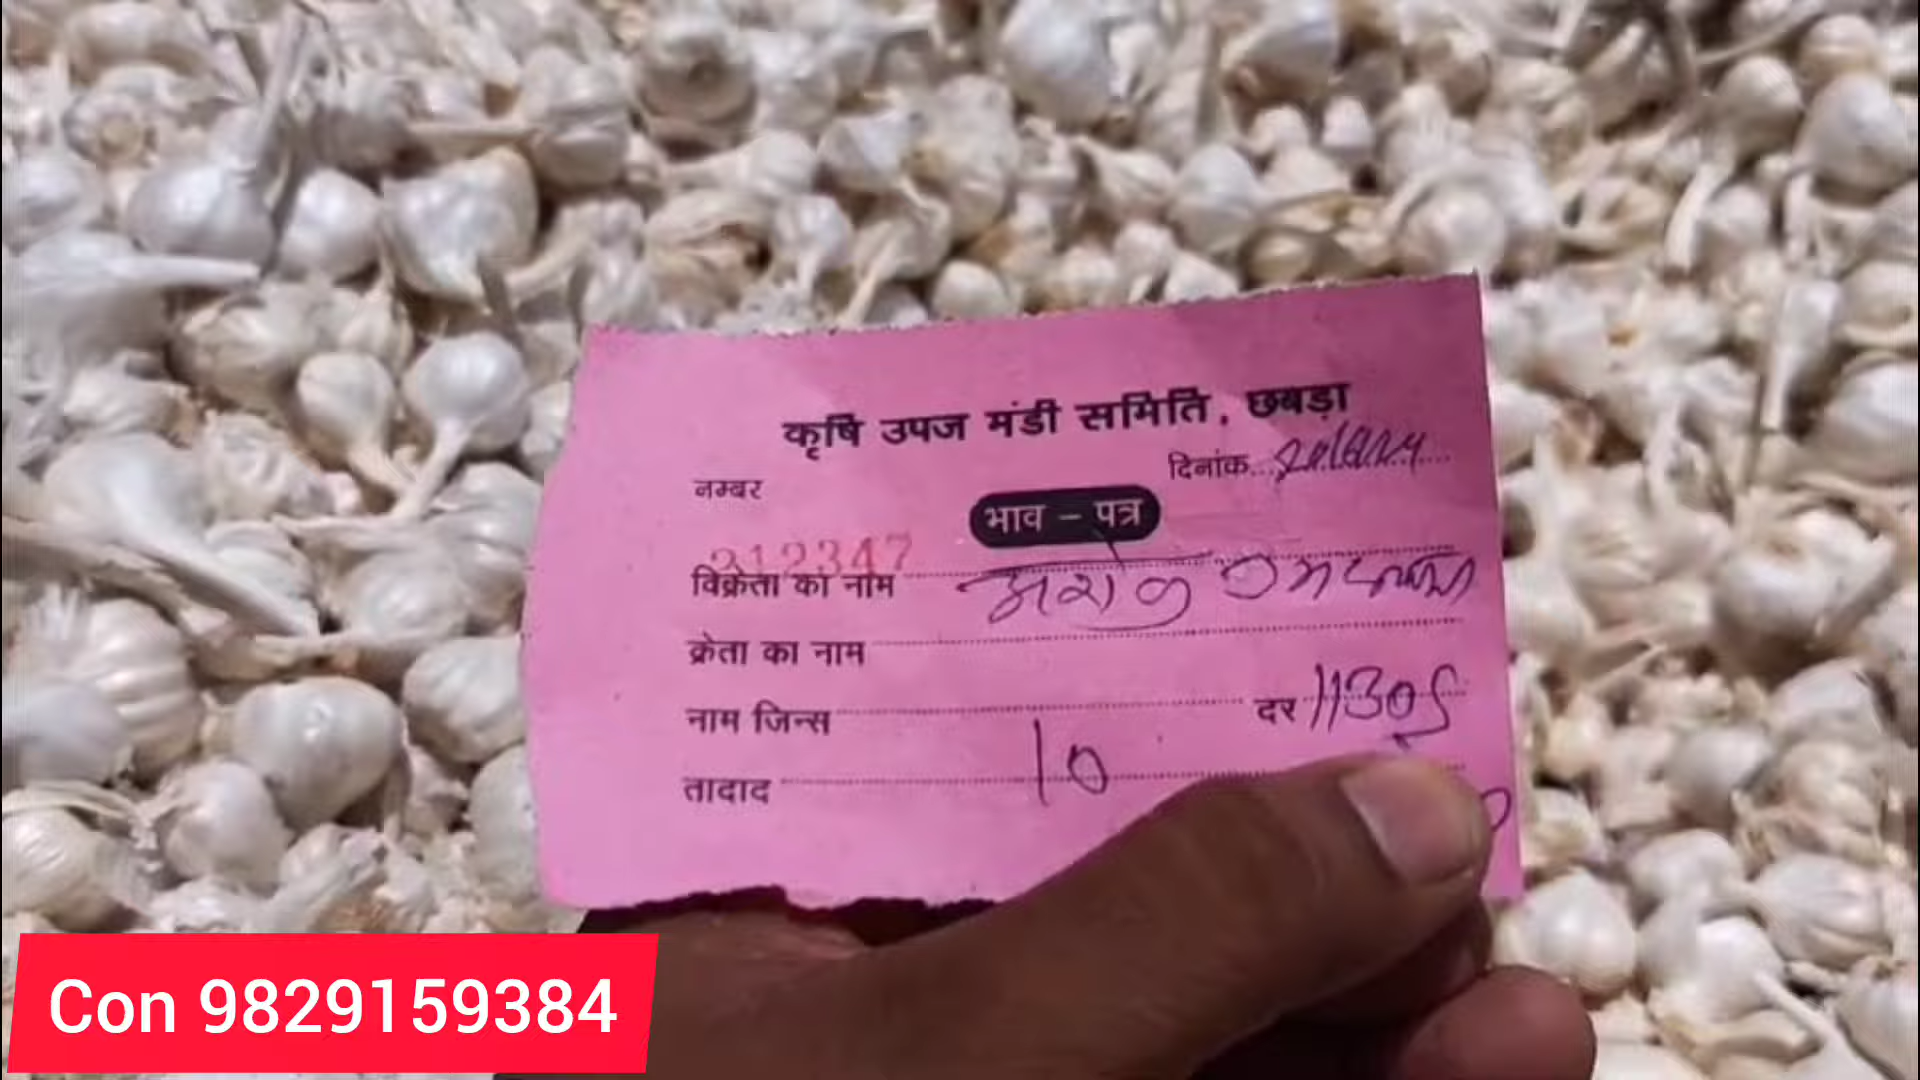 कृषि उपज मंडी समिति, छबड़ा
नम्बर
दिनांक
भाव - पत्र
212347
विक्रेता का नाम
क्रेता का नाम
नाम जिन्स
दर 11305
तादाद 10
Con 9829159384